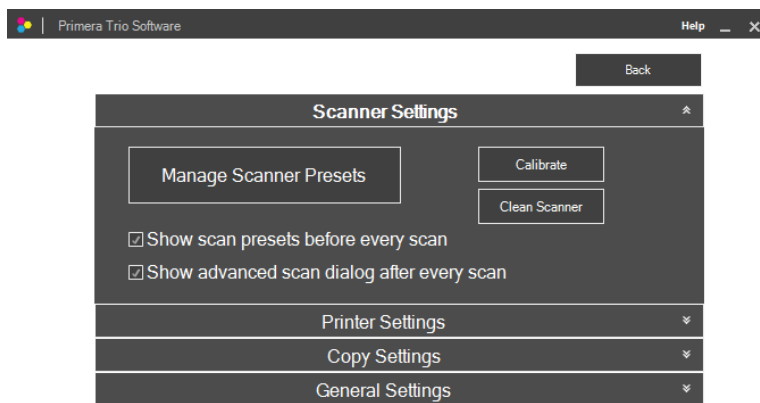 Primera Trio Software Help
Back
Scanner Settings
Manage Scanner Presets
Calibrate
Clean Scanner
Show scan presets before every scan
Show advanced scan dialog after every scan
Printer Settings
Copy Settings
General Settings